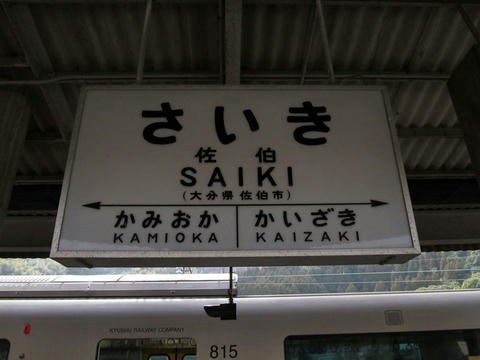 さいき
佐伯
SAIKI
(大分県 佐伯市)
かみおか かいざき
KAMIOKA KAIZAKI
KYUSHU RAILWAY COMPANY
815